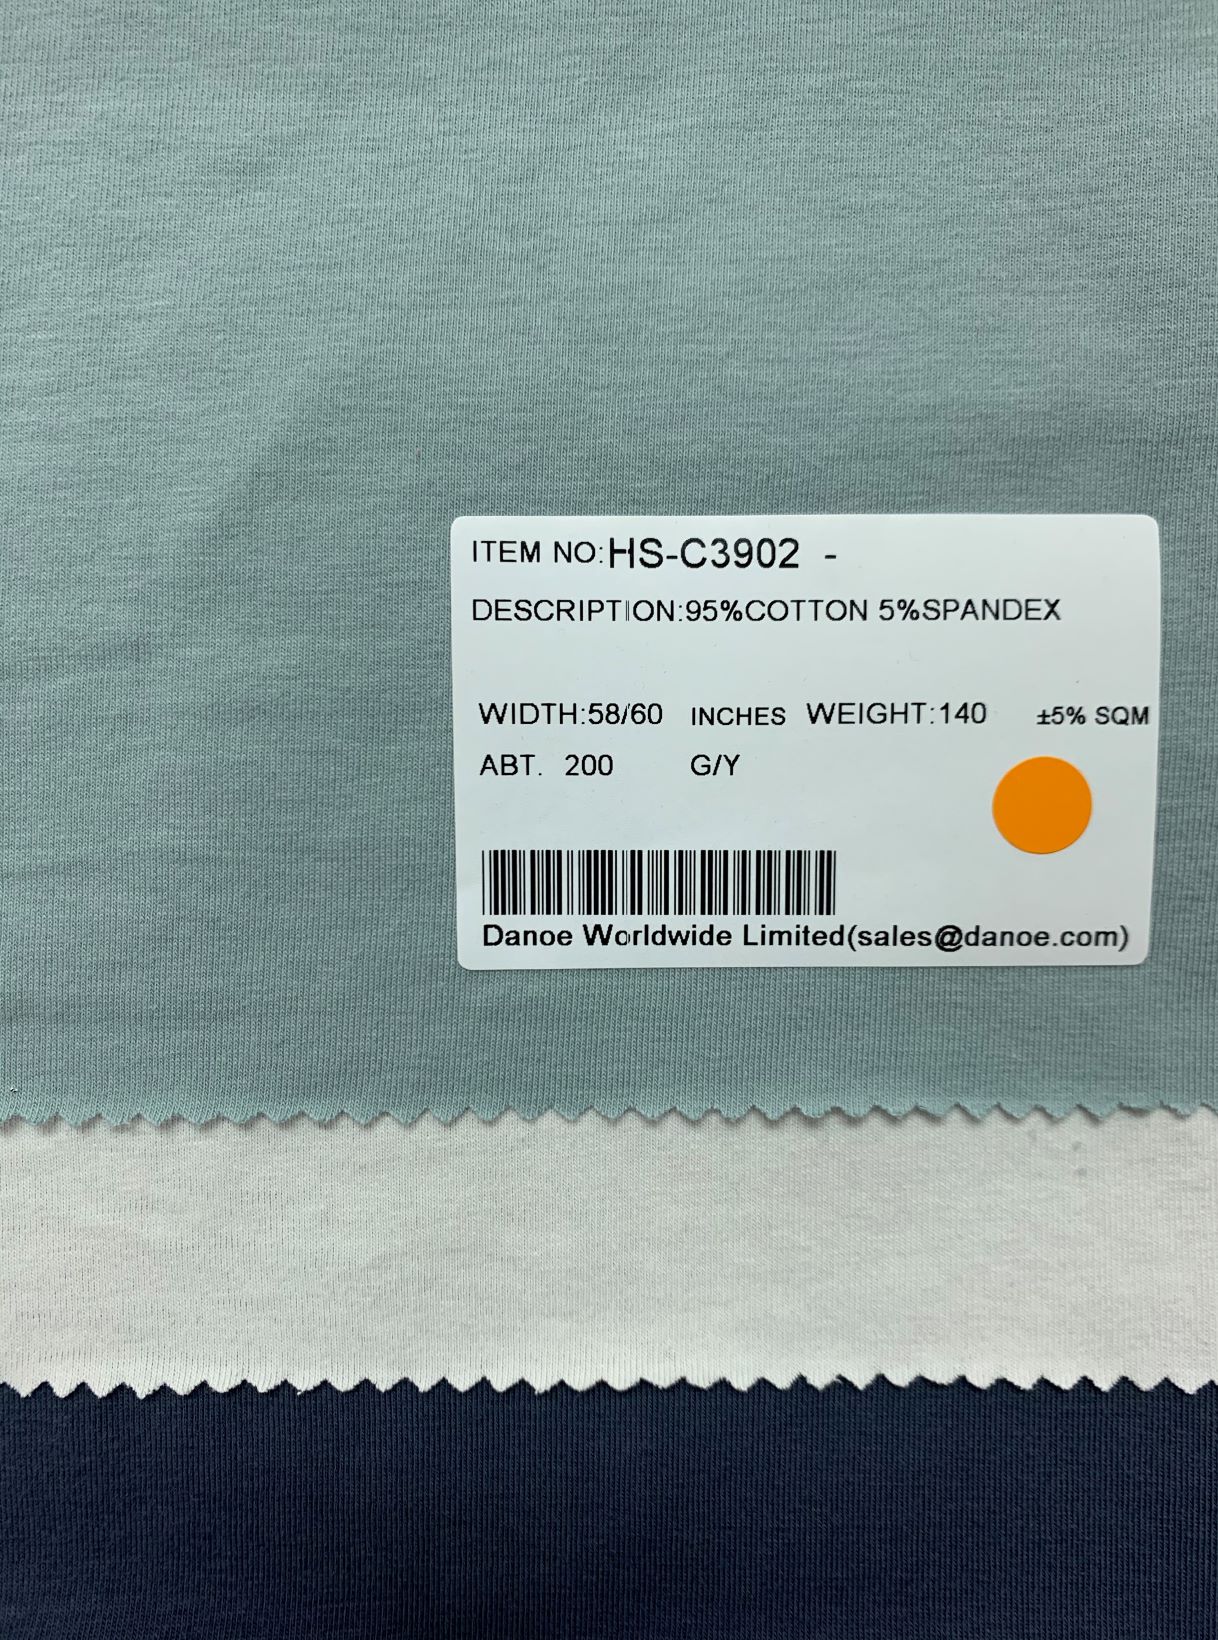 ITEM NO:HS-C3902 -
DESCRIPTION:95%COTTON 5%SPANDEX
WIDTH:58/60 INCHES WEIGHT:140 ±5% SQM
ABT. 200 G/Y
Danoe Worldwide Limited(sales@danoe.com)